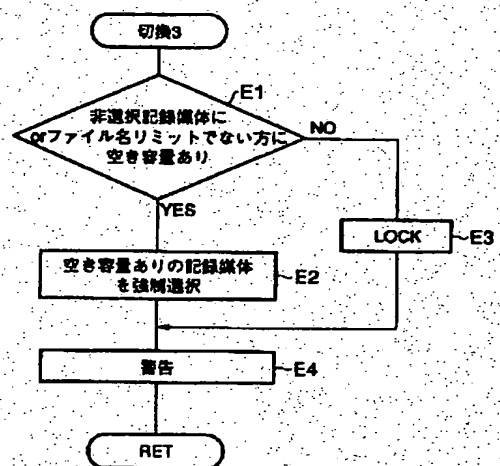 切換3
E1
非選択記録媒体に
orファイル名リミットでない方に
空き容量あり
NO
YES
LOCK
E3
空き容量ありの記録媒体
を強制選択
E2
警告
E4
RET